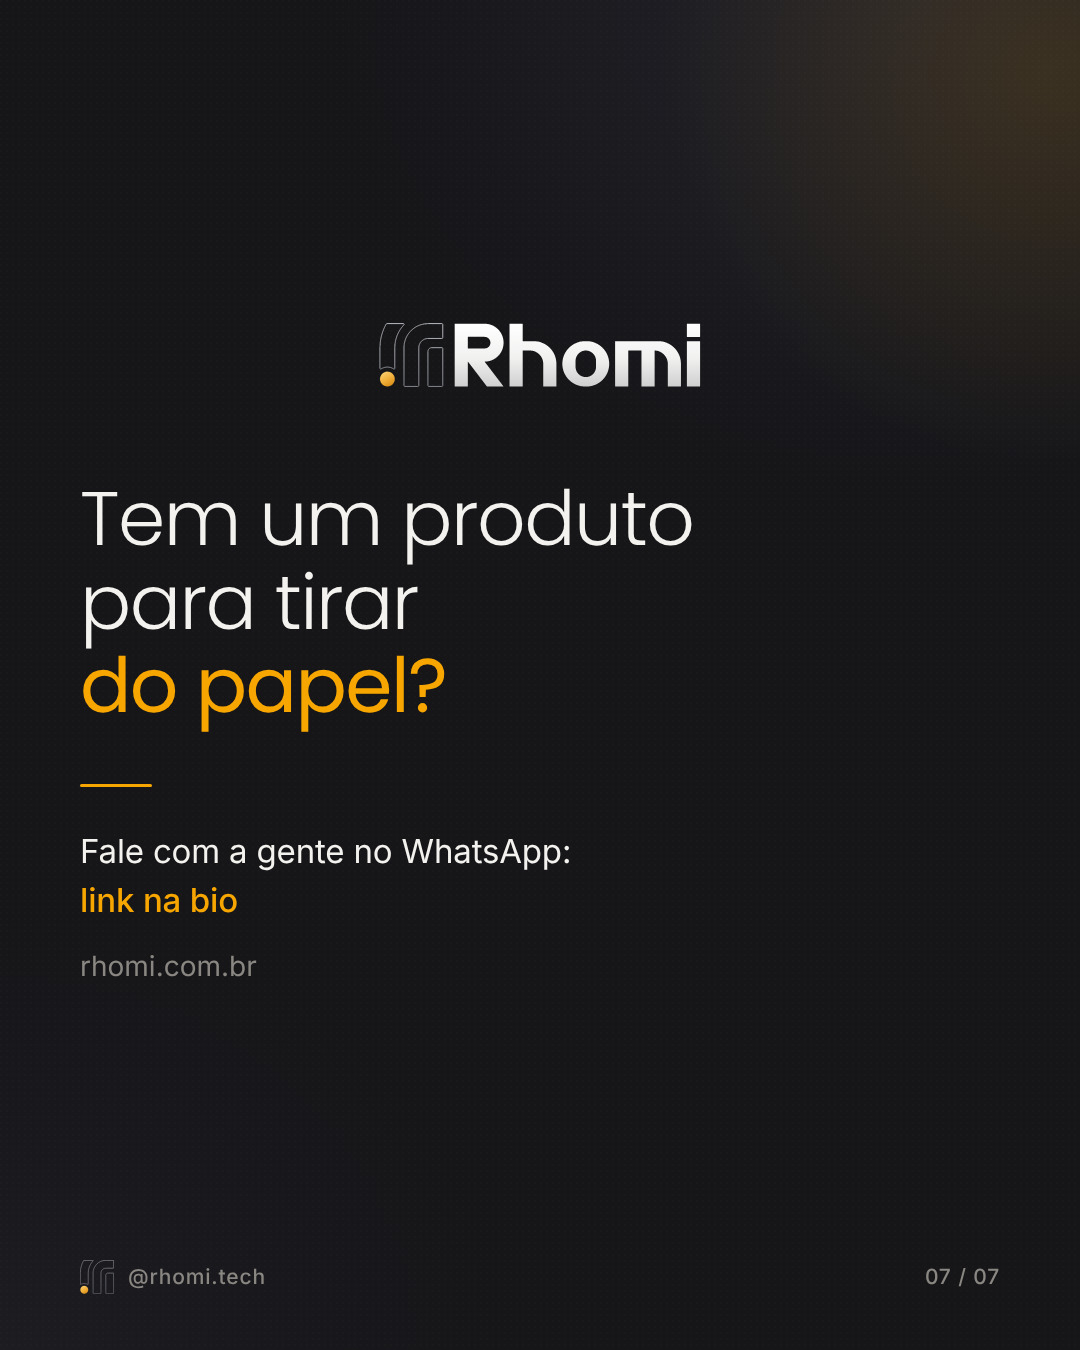 Rhomi
Tem um produto
para tirar
do papel?
Fale com a gente no WhatsApp:
link na bio
rhomi.com.br
@rhomi.tech
07 / 07